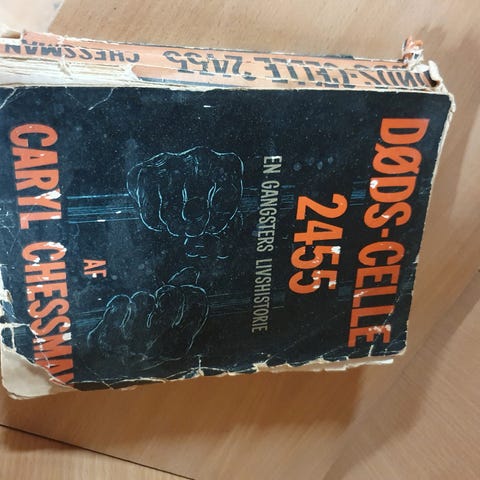 DØDS-CELLE
2455
EN GANGSTERS LIVSHISTORIE
AF
CARYL CHESSMAN
DØDS-CELLE 2455
CHESSMAN